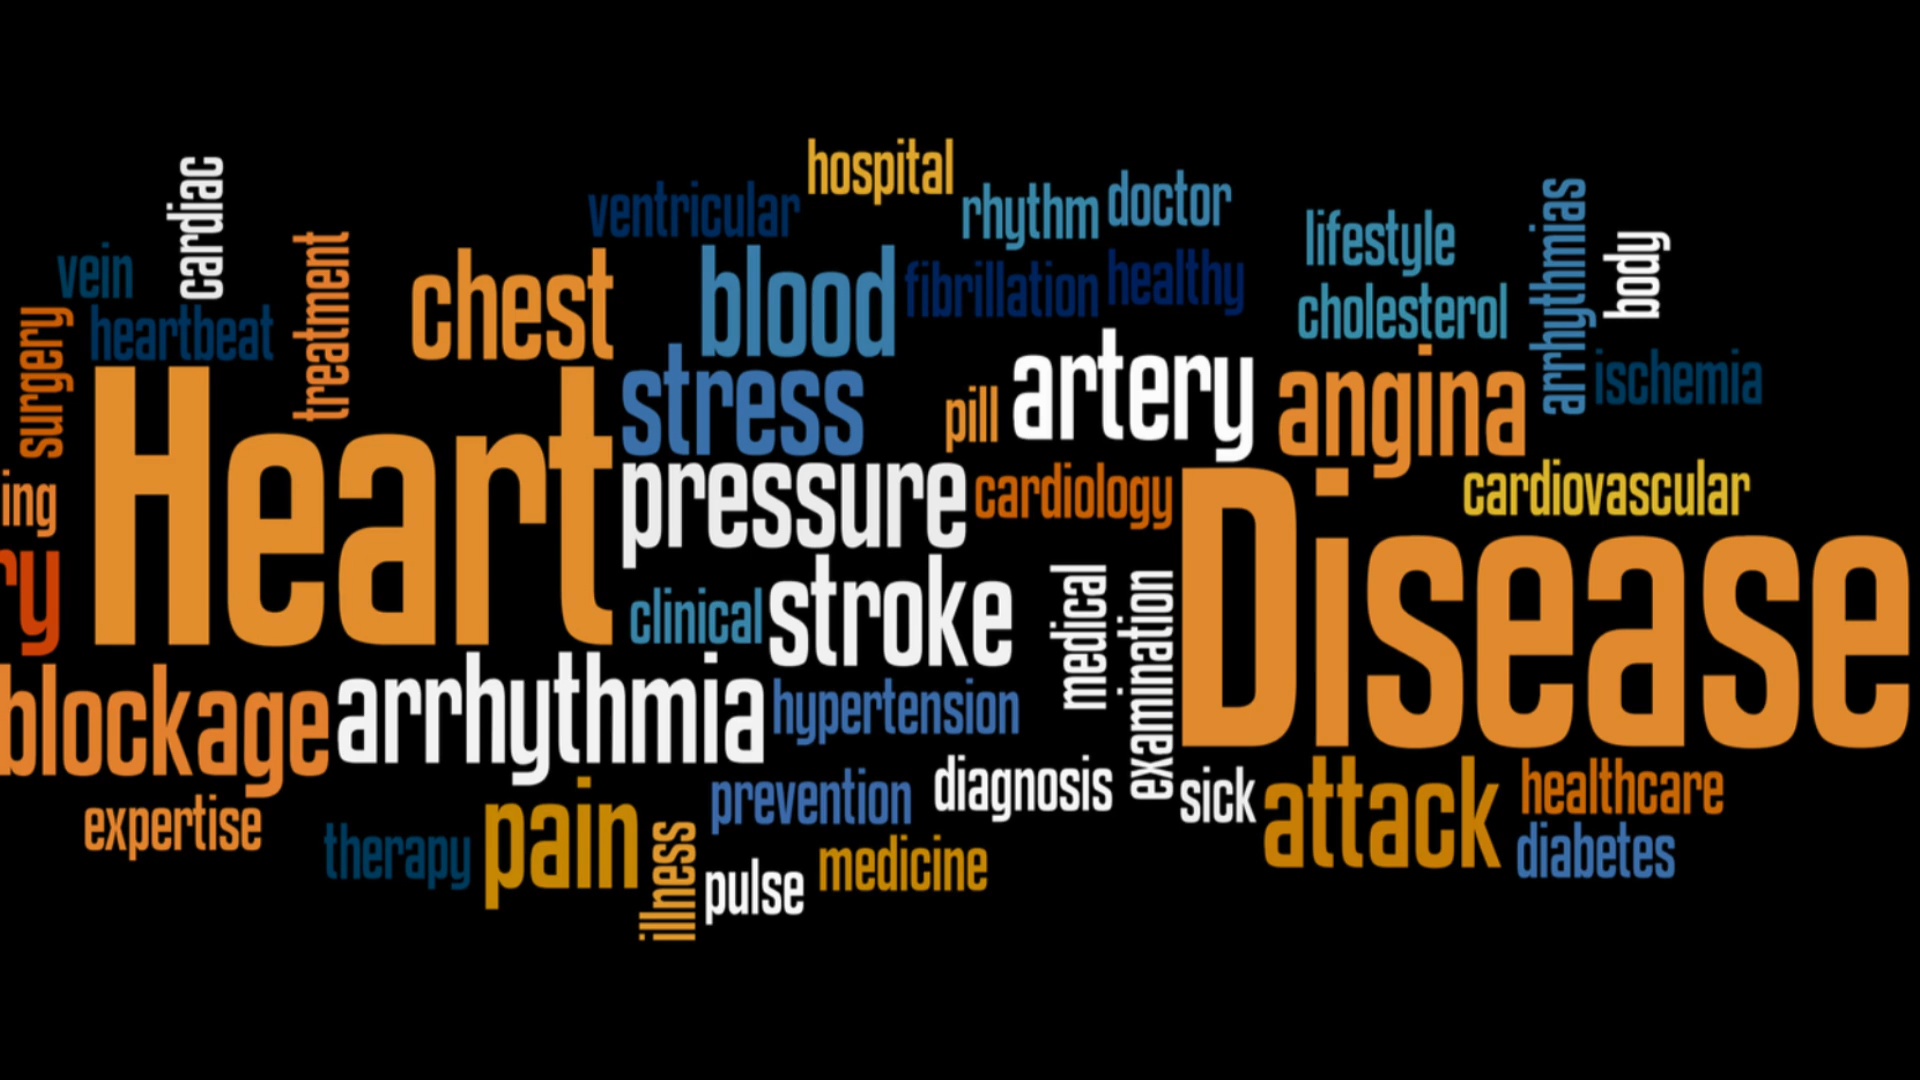 hospital
cardiac
ventricular
rhythm
doctor
lifestyle
arrhythmias
body
vein
treatment
chest
blood
fibrillation
healthy
cholesterol
surgery
heartbeat
stress
pill
artery
angina
ischemia
ing
Heart
pressure
cardiology
cardiovascular
ry
clinical
stroke
medical
examination
Disease
blockage
arrhythmia
hypertension
diagnosis
sick
attack
healthcare
expertise
therapy
pain
illness
prevention
pulse
medicine
diabetes